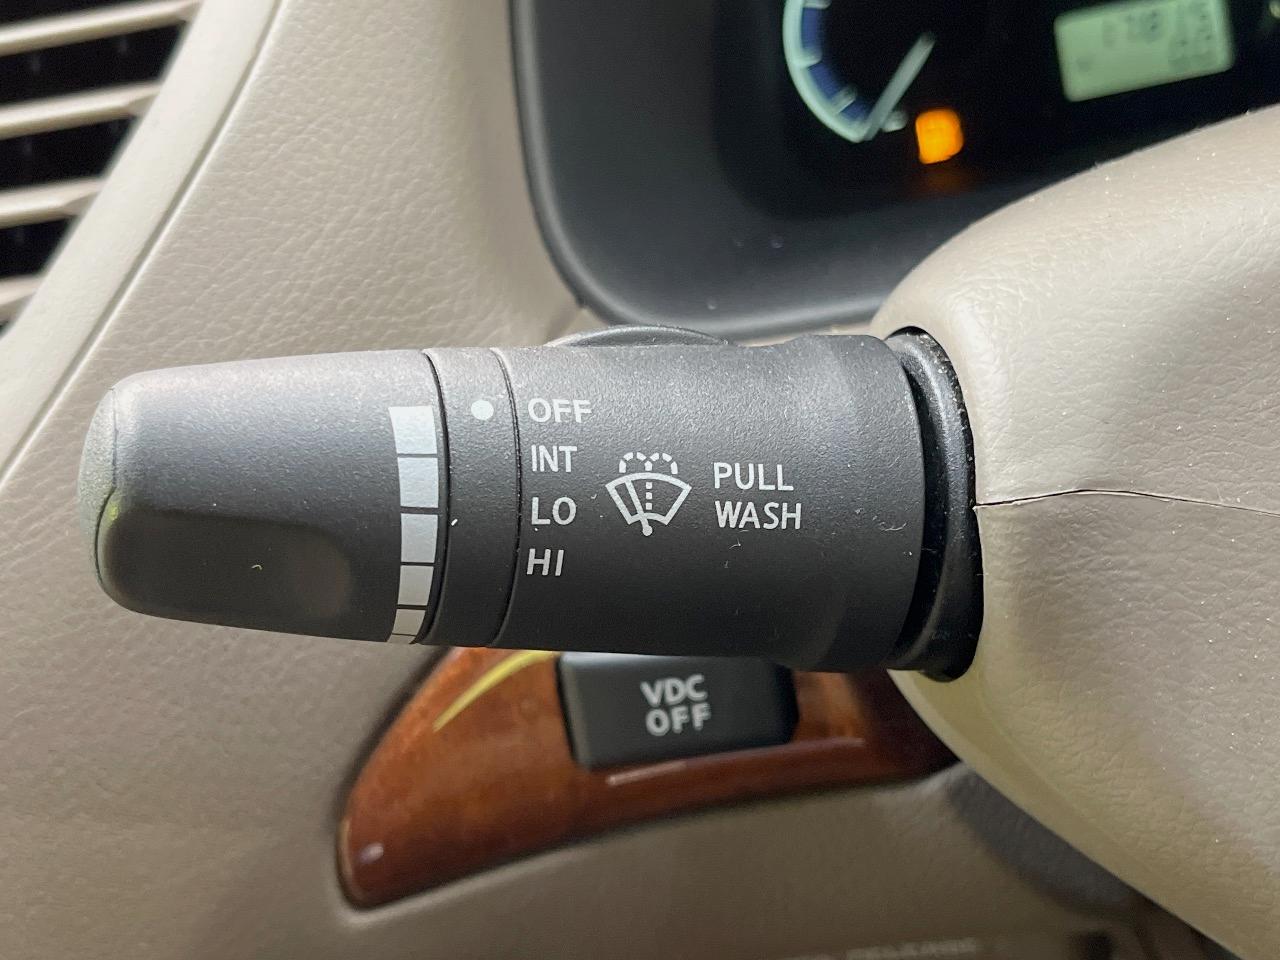 OFF
INT
LO
HI
PULL
WASH
VDC
OFF